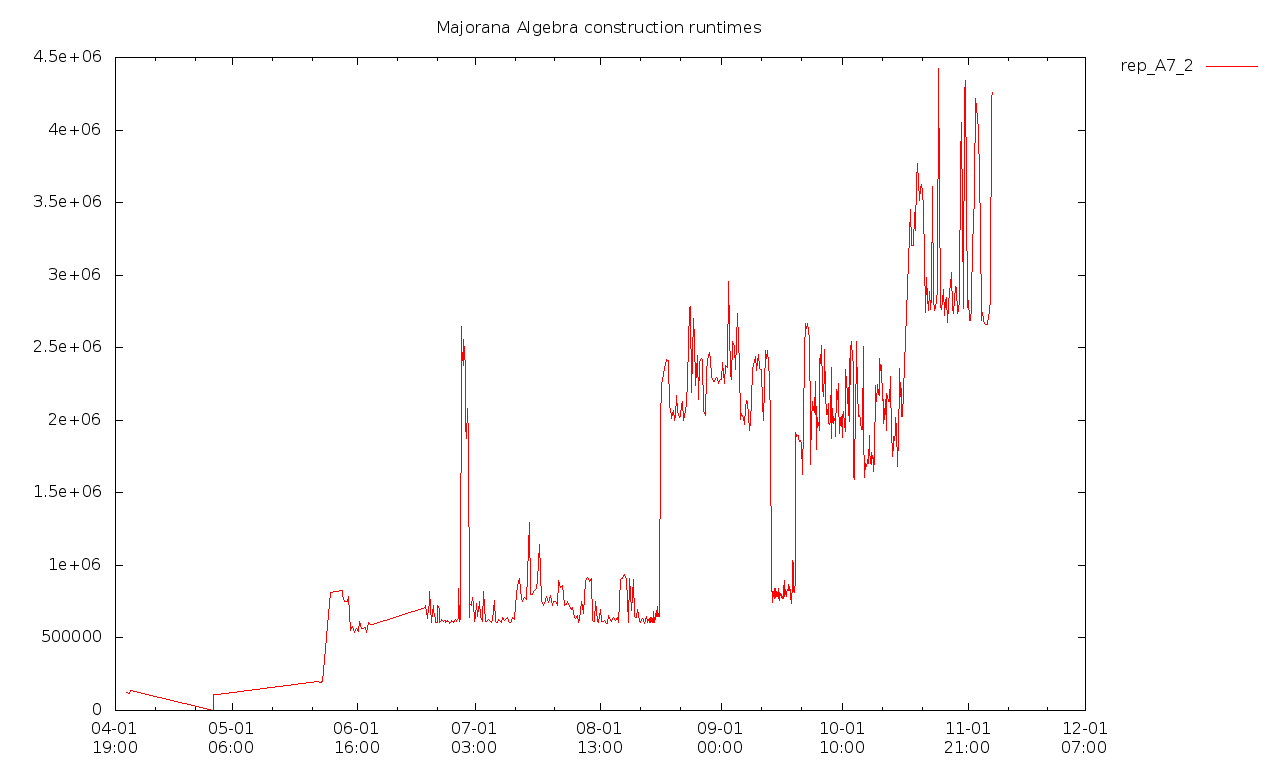 Majorana Algebra construction runtimes
rep_A7_2
4.5e+06
4e+06
3.5e+06
3e+06
2.5e+06
2e+06
1.5e+06
1e+06
500000
0
04-01 05-01 06-01 07-01 08-01 09-01 10-01 11-01 12-01
19:00 06:00 16:00 03:00 13:00 00:00 10:00 21:00 07:00